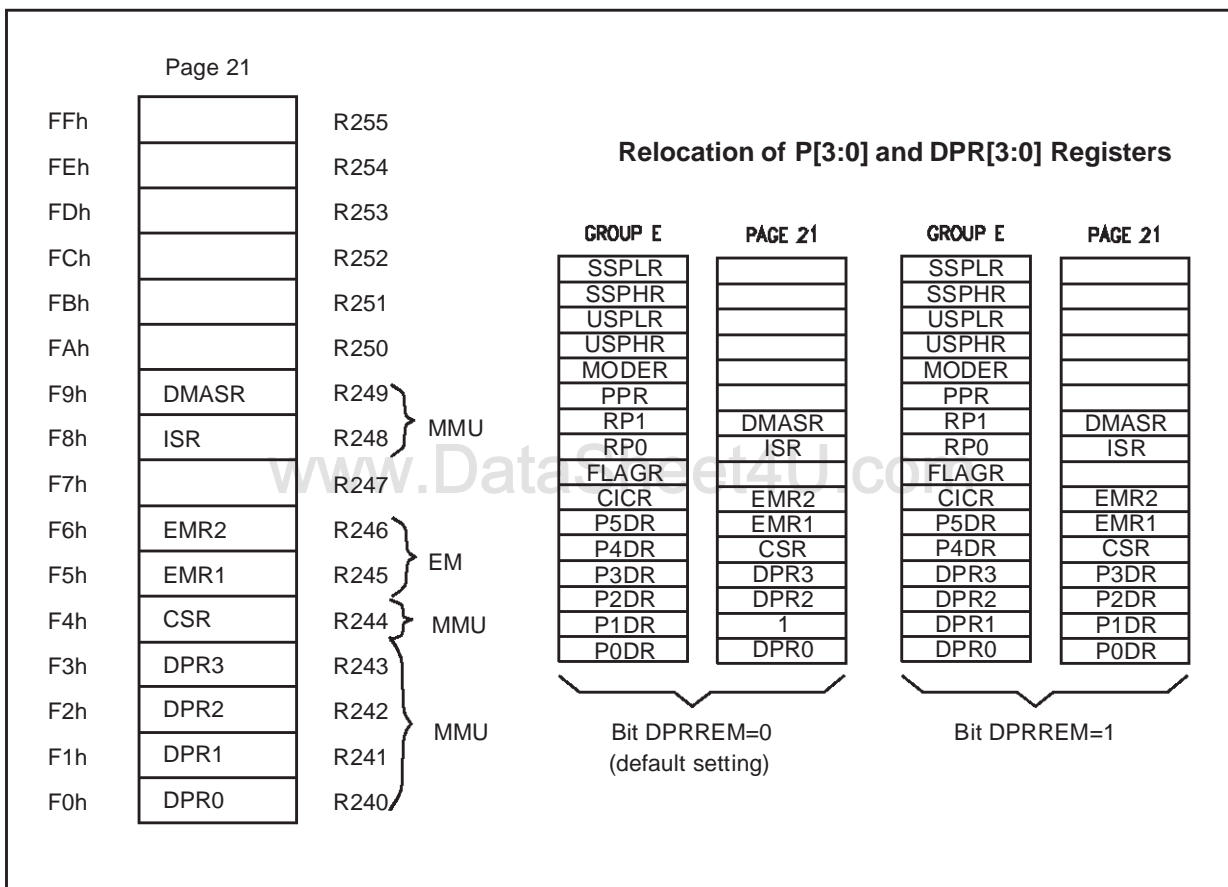 Page 21
FFh R255
FEh R254
FDh R253
FCh R252
FBh R251
FAh R250
F9h DMASR R249
F8h ISR R248
MMU
F7h R247
F6h EMR2 R246
F5h EMR1 R245
EM
F4h CSR R244 MMU
F3h DPR3 R243
F2h DPR2 R242
MMU
F1h DPR1 R241
F0h DPR0 R240
Relocation of P[3:0] and DPR[3:0] Registers
GROUP E PAGE 21 GROUP E PAGE 21
SSPLR SSPLR
SSPHR SSPHR
USPLR USPLR
USPHR USPHR
MODER MODER
PPR PPR
RP1 DMASR RP1 DMASR
RP0 ISR RP0 ISR
FLAGR FLAGR
CICR EMR2 CICR EMR2
P5DR EMR1 P5DR EMR1
P4DR CSR P4DR CSR
P3DR DPR3 DPR3 P3DR
P2DR DPR2 DPR2 P2DR
P1DR 1 DPR1 P1DR
P0DR DPR0 DPR0 P0DR
Bit DPRREM=0 Bit DPRREM=1
(default setting)
www.DataSheet4U.com